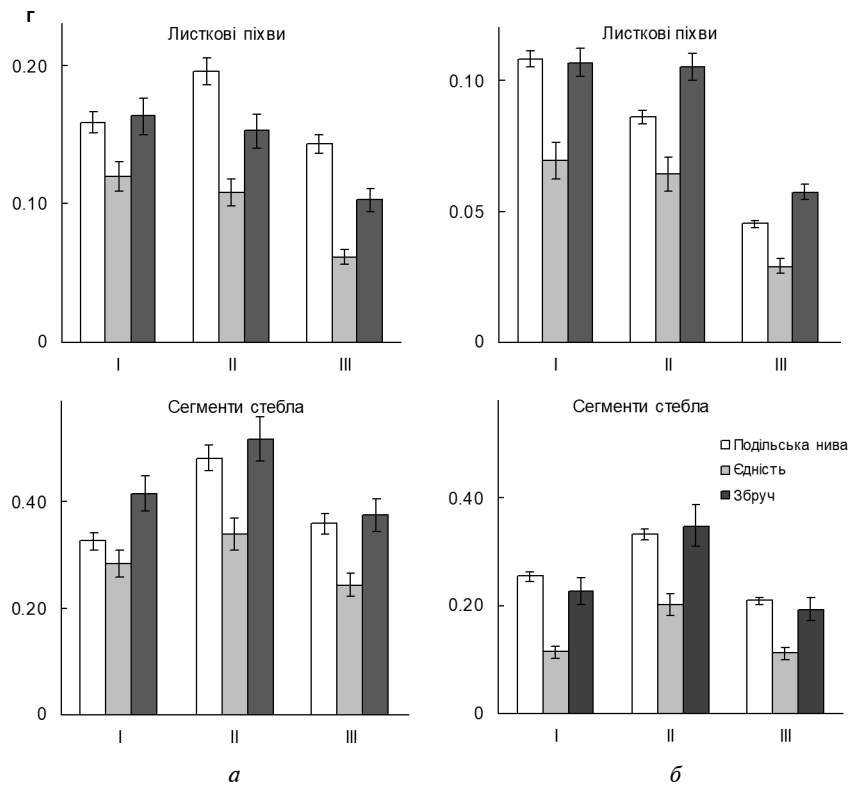 г
Листкові піхви
0.20
0.10
0
I II III
Листкові піхви
0.10
0.05
0
I II III
Сегменти стебла
0.40
0.20
0
I II III
а
Сегменти стебла
Подільська нива
Єдність
Збруч
0.40
0.20
0
I II III
б